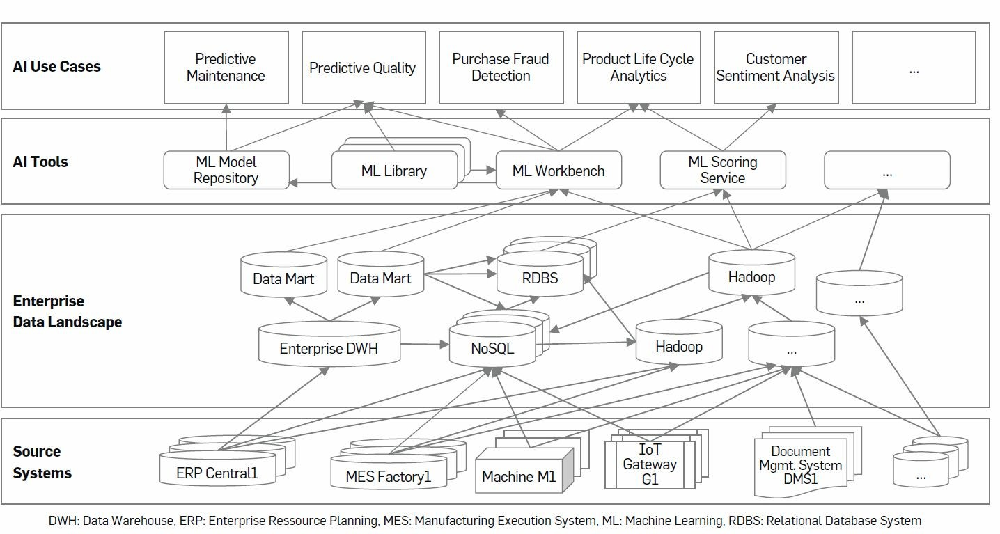 AI Use Cases
Predictive
Maintenance
Predictive Quality
Purchase Fraud
Detection
Product Life Cycle
Analytics
Customer
Sentiment Analysis
...
AI Tools
ML Model
Repository
ML Library
ML Workbench
ML Scoring
Service
...
Enterprise
Data Landscape
Data Mart
Data Mart
RDBS
Hadoop
...
Enterprise DWH
NoSQL
Hadoop
...
Source
Systems
ERP Central1
MES Factory1
Machine M1
IoT
Gateway
G1
Document
Mgmt. System
DMS1
...
DWH: Data Warehouse, ERP: Enterprise Ressource Planning, MES: Manufacturing Execution System, ML: Machine Learning, RDBS: Relational Database System